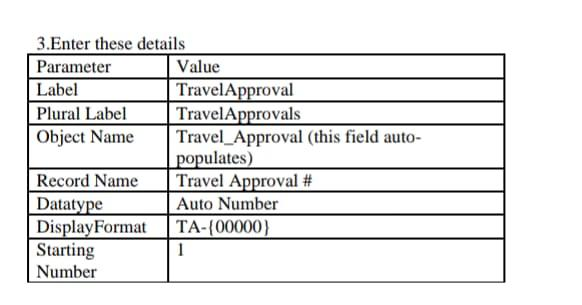 3.Enter these details
Parameter Value
Label TravelApproval
Plural Label TravelApprovals
Object Name Travel_Approval (this field auto-
populates)
Record Name Travel Approval #
Datatype Auto Number
DisplayFormat TA-{00000}
Starting 1
Number